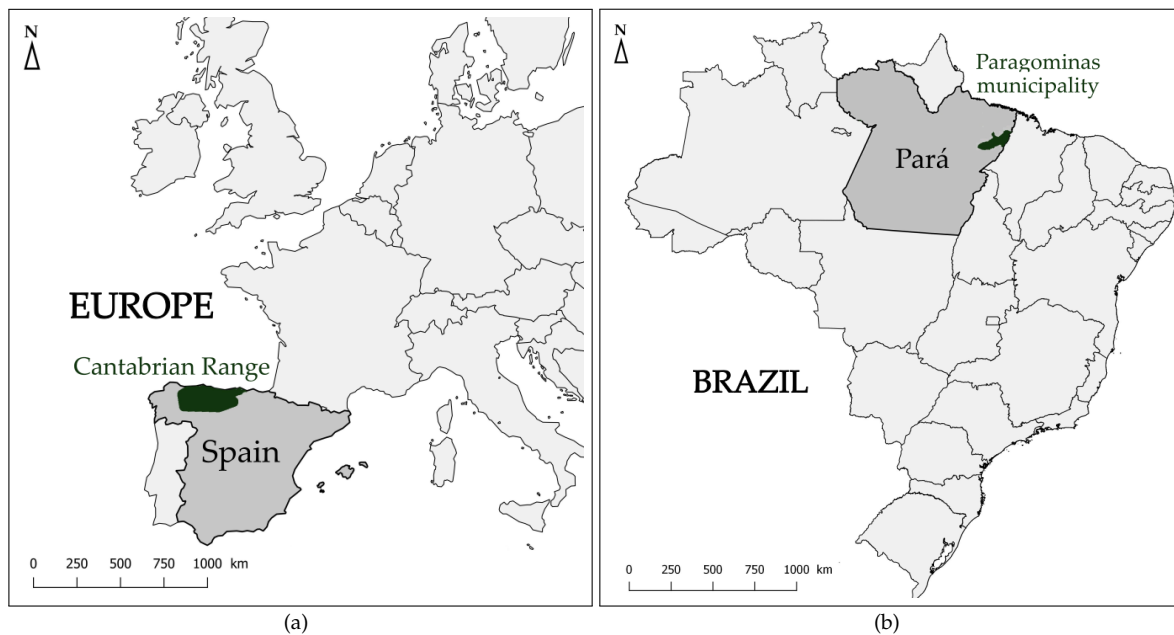 N
EUROPE
Cantabrian Range
Spain
0 250 500 750 1000 km
(a)
N
Paragominas
municipality
Pará
BRAZIL
0 250 500 750 1000 km
(b)